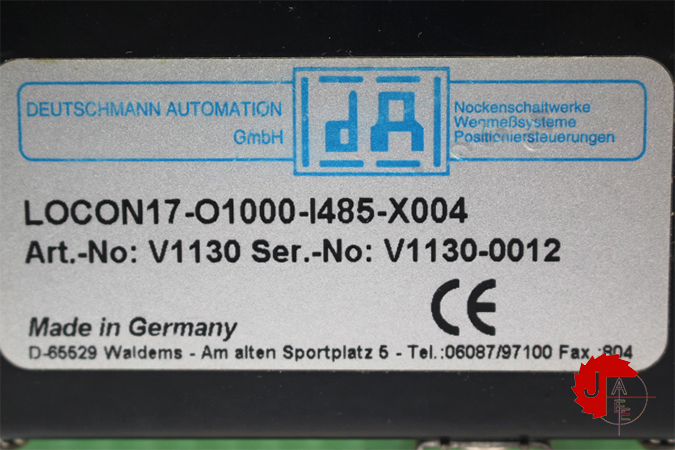 DEUTSCHMANN AUTOMATION
GmbH
dA
Nockenschaltwerke
Wegmeßsysteme
Positioniersteuerungen
LOCON17-O1000-I485-X004
Art.-No: V1130 Ser.-No: V1130-0012
CE
Made in Germany
D-65529 Waldems - Am alten Sportplatz 5 - Tel.:06087/97100 Fax.:804
J
A